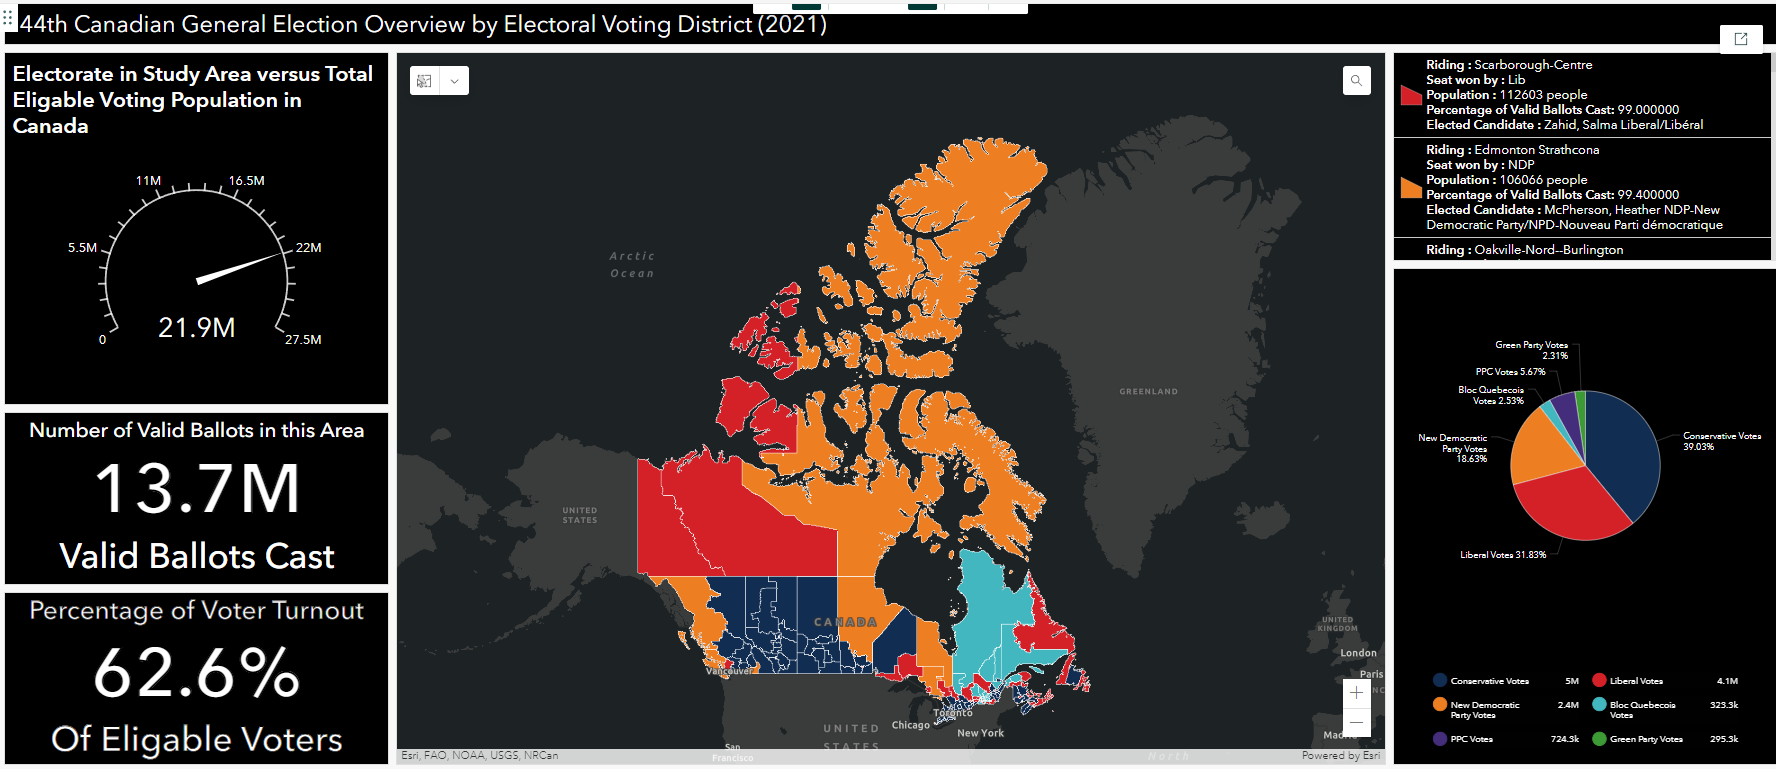 44th Canadian General Election Overview by Electoral Voting District (2021)
Electorate in Study Area versus Total
Eligable Voting Population in
Canada
11M
16.5M
5.5M
22M
0
21.9M
27.5M
Number of Valid Ballots in this Area
13.7M
Valid Ballots Cast
Percentage of Voter Turnout
62.6%
Of Eligable Voters
Arctic
Ocean
GREENLAND
UNITED
STATES
CANADA
Vancouver
UNITED
KINGDOM
London
Paris
Toronto
Chicago
New York
UNITED
STATES
San
Francisco
North
Esri, FAO, NOAA, USGS, NRCan
Powered by Esri
Riding : Scarborough-Centre
Seat won by : Lib
Population : 112603 people
Percentage of Valid Ballots Cast: 99.000000
Elected Candidate : Zahid, Salma Liberal/Libéral
Riding : Edmonton Strathcona
Seat won by : NDP
Population : 106066 people
Percentage of Valid Ballots Cast: 99.400000
Elected Candidate : McPherson, Heather NDP-New
Democratic Party/NPD-Nouveau Parti démocratique
Riding : Oakville-Nord--Burlington
Green Party Votes
2.31%
PPC Votes 5.67%
Bloc Quebecois
Votes 2.53%
New Democratic
Party Votes
18.63%
Conservative Votes
39.03%
Liberal Votes 31.83%
Conservative Votes 5M
Liberal Votes 4.1M
New Democratic
Party Votes 2.4M
Bloc Quebecois
Votes 323.3k
PPC Votes 724.3k
Green Party Votes 295.3k